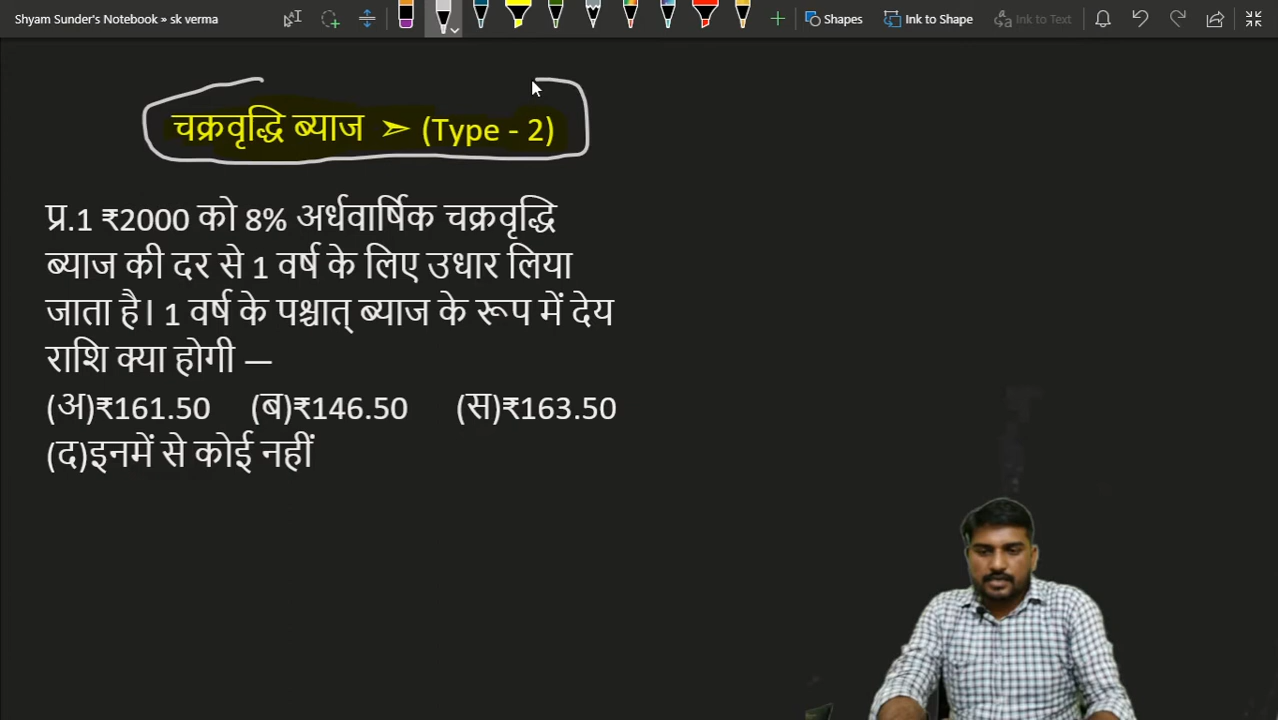 Shyam Sunder's Notebook » sk verma
Shapes
Ink to Shape
Ink to Text
चक्रवृद्धि ब्याज ➣ (Type - 2)
प्र.1 ₹2000 को 8% अर्धवार्षिक चक्रवृद्धि
ब्याज की दर से 1 वर्ष के लिए उधार लिया
जाता है। 1 वर्ष के पश्चात् ब्याज के रूप में देय
राशि क्या होगी —
(अ)₹161.50 (ब)₹146.50 (स)₹163.50
(द)इनमें से कोई नहीं